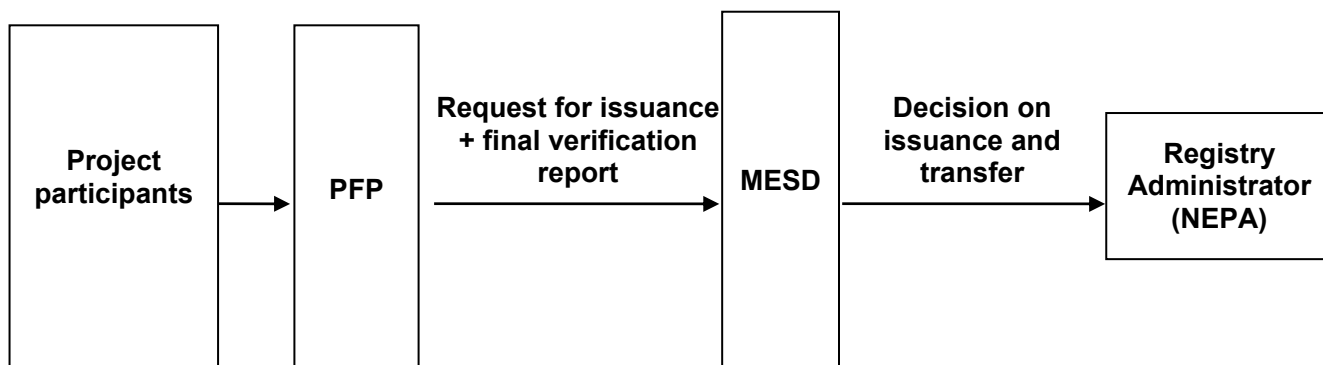 Project
participants
PFP
Request for issuance
+ final verification
report
MESD
Decision on
issuance and
transfer
Registry
Administrator
(NEPA)